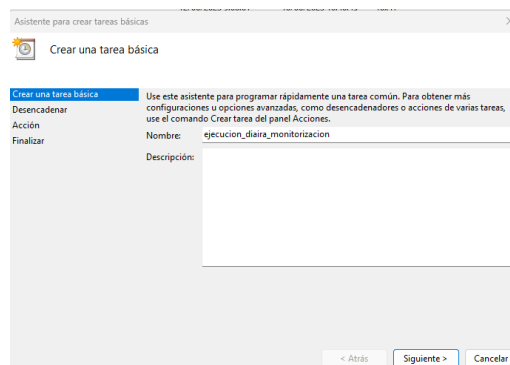 Asistente para crear tareas básicas
Crear una tarea básica
Crear una tarea básica
Desencadenar
Acción
Finalizar
Use este asistente para programar rápidamente una tarea común. Para obtener más
configuraciones u opciones avanzadas, como desencadenadores o acciones de varias tareas,
use el comando Crear tarea del panel Acciones.
Nombre: ejecucion_diaira_monitorizacion
Descripción:
< Atrás Siguiente > Cancelar